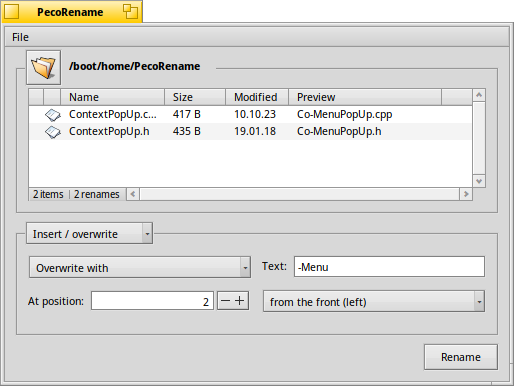 PecoRename
File
/boot/home/PecoRename
Name Size Modified Preview
ContextPopUp.c... 417 B 10.10.23 Co-MenuPopUp.cpp
ContextPopUp.h 435 B 19.01.18 Co-MenuPopUp.h
2 items 2 renames
Insert / overwrite
Overwrite with Text: -Menu
At position: 2 from the front (left)
Rename